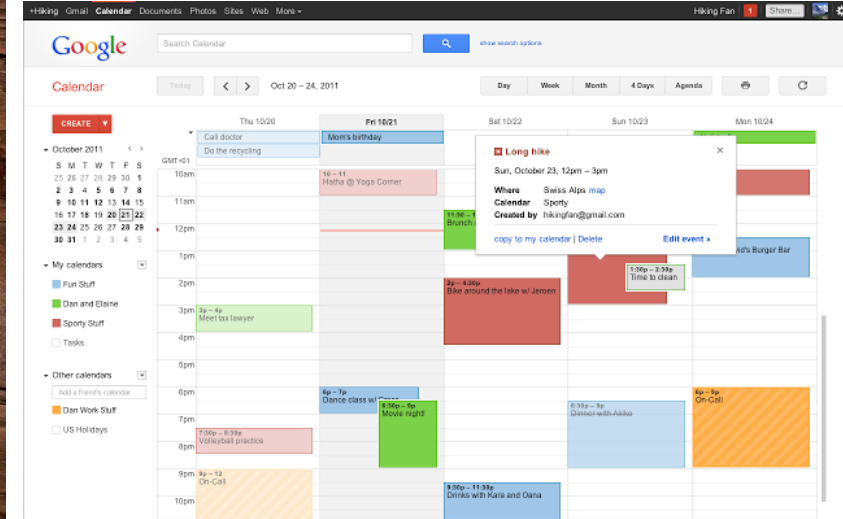 +Hiking Gmail Calendar Documents Photos Sites Web More
Hiking Fan 1 Share...
Google
Search Calendar
show search options
Calendar
Today
Oct 20 – 24, 2011
Day Week Month 4 Days Agenda
CREATE
October 2011
S M T W T F S
25 26 27 28 29 30 1
2 3 4 5 6 7 8
9 10 11 12 13 14 15
16 17 18 19 20 21 22
23 24 25 26 27 28 29
30 31 1 2 3 4 5
My calendars
Fun Stuff
Dan and Elaine
Sporty Stuff
Tasks
Other calendars
Add a friend's calendar
Dan Work Stuff
US Holidays
Thu 10/20 Fri 10/21 Sat 10/22 Sun 10/23 Mon 10/24
Call doctor
Do the recycling
Mom's birthday
GMT+01
10am
11am
12pm
1pm
2pm
3pm
4pm
5pm
6pm
7pm
8pm
9pm
10pm
3p – 4p
Meet tax lawyer
7:30p – 8:30p
Volleyball practice
9p – 12
On-Call
10 – 11
Hatha @ Yoga Corner
6p – 7p
Dance class w/
6:30p – 9p
Movie night!
11:30 –
Brunch
2p – 4:30p
Bike around the lake w/ Jeroen
9:30p – 11:30p
Drinks with Kara and Dana
Long hike
Sun, October 23, 12pm – 3pm
Where Swiss Alps map
Calendar Sporty
Created by hikingfan@gmail.com
copy to my calendar | Delete
Edit event »
1:30p – 2:30p
Time to clean
6:30p – 9p
Dinner with Akiko
Burger Bar
6p – 9p
On-Call